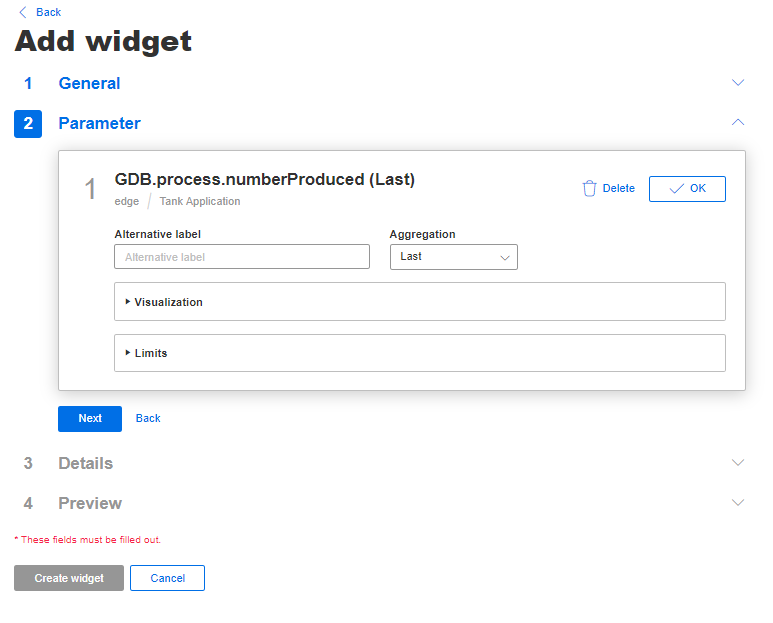 Back
Add widget
1 General
2 Parameter
1 GDB.process.numberProduced (Last)
edge Tank Application
Delete
OK
Alternative label
Aggregation
Alternative label
Last
Visualization
Limits
Next Back
3 Details
4 Preview
* These fields must be filled out.
Create widget Cancel